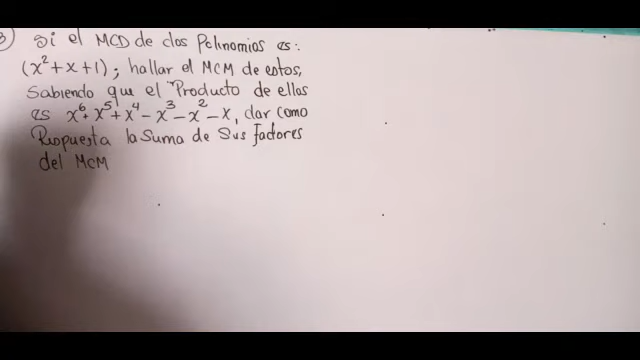 3) Si el MCD de dos Polinomios es:
(x²+x+1); hallar el MCM de estos,
Sabiendo que el Producto de ellos
es x⁶+x⁵+x⁴-x³-x²-x, dar como
Respuesta la Suma de Sus factores
del MCM